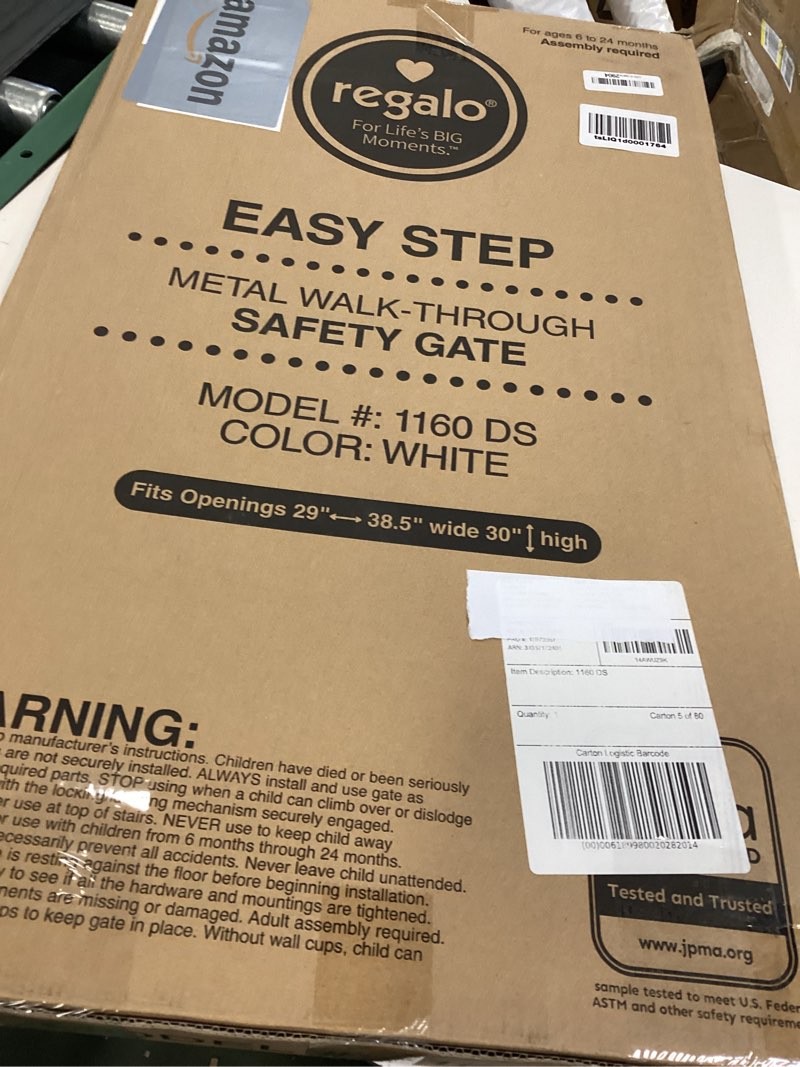 amazon
For ages 6 to 24 months
Assembly required
tsLIQ1d0001764
regalo®
For Life's BIG
Moments.™
EASY STEP
METAL WALK-THROUGH
SAFETY GATE
MODEL #: 1160 DS
COLOR: WHITE
Fits Openings 29"↔ 38.5" wide 30"↕ high
Item Description: 1160 DS
Quantity: 1
Carton 5 of 80
Carton Logistic Barcode
ARNING:
manufacturer's instructions. Children have died or been seriously
are not securely installed. ALWAYS install and use gate as
quired parts. STOP using when a child can climb over or dislodge
ith the locking mechanism securely engaged.
r use at top of stairs. NEVER use to keep child away
r use with children from 6 months through 24 months.
ecessarily prevent all accidents. Never leave child unattended.
is resting against the floor before beginning installation.
to see if all the hardware and mountings are tightened.
nents are missing or damaged. Adult assembly required.
ps to keep gate in place. Without wall cups, child can
Tested and Trusted
www.jpma.org
sample tested to meet U.S. Feder
ASTM and other safety requireme